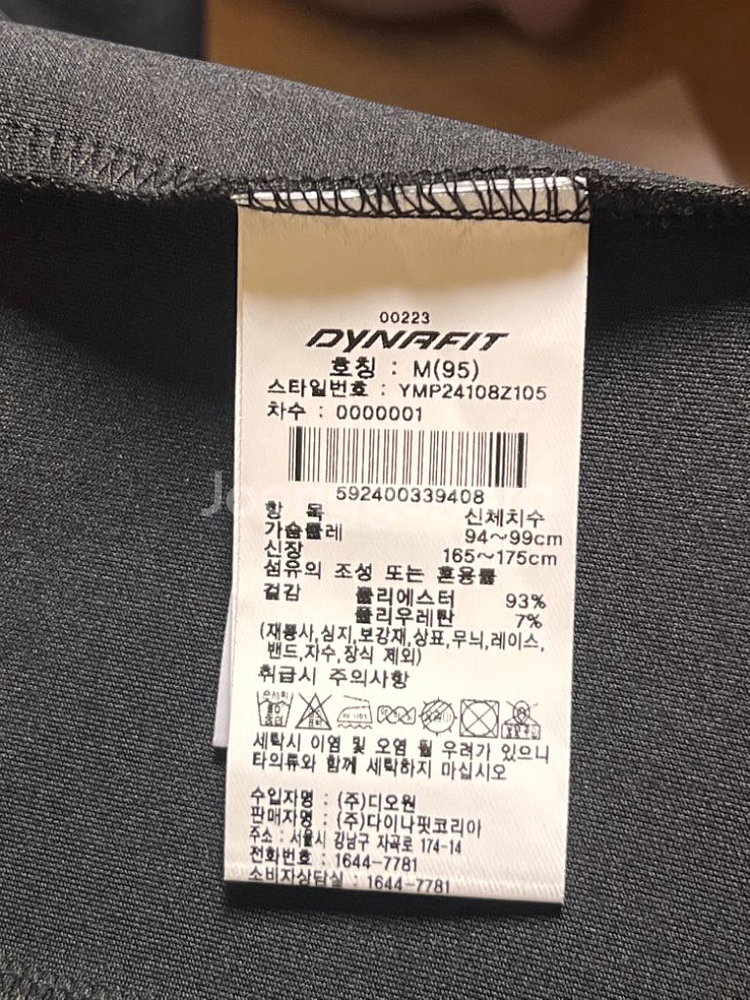 00223
DYNAFIT
호칭 : M(95)
스타일번호 : YMP24108Z105
차수 : 0000001
592400339408
항 목 신체치수
가슴둘레 94~99cm
신장 165~175cm
섬유의 조성 또는 혼용률
겉감 폴리에스터 93%
폴리우레탄 7%
(재봉사,심지,보강재,상표,무늬,레이스,
밴드,자수,장식 제외)
취급시 주의사항
세탁시 이염 및 오염 될 우려가 있으니
타의류와 함께 세탁하지 마십시오
수입자명 : (주)디오원
판매자명 : (주)다이나핏코리아
주소 : 서울시 강남구 자곡로 174-14
전화번호 : 1644-7781
소비자상담실 : 1644-7781